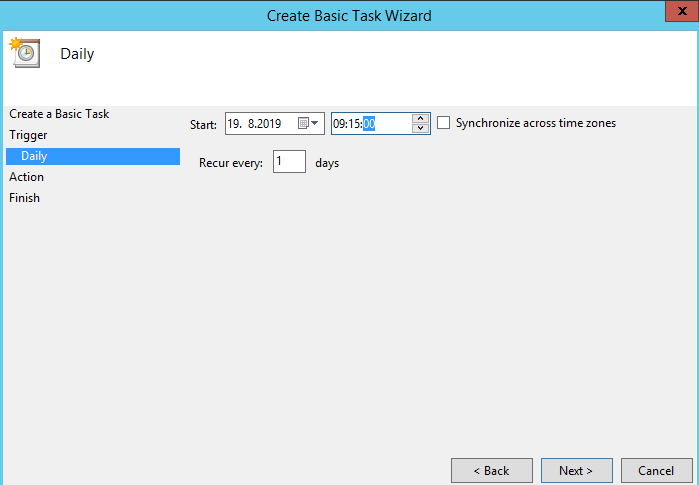 Create Basic Task Wizard
x
Daily
Create a Basic Task
Trigger
Daily
Action
Finish
Start: 19. 8.2019 09:15:00 Synchronize across time zones
Recur every: 1 days
< Back Next > Cancel